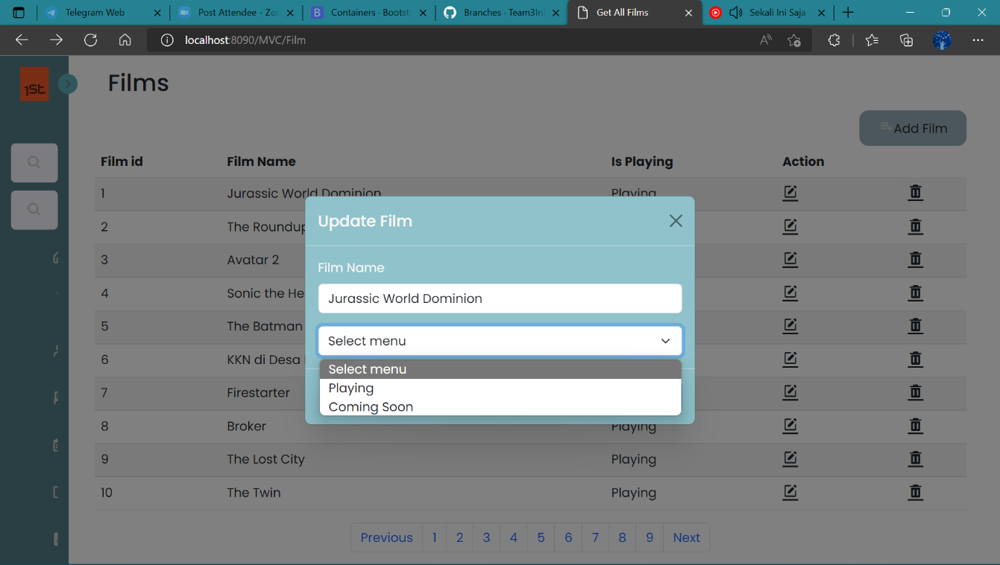 Telegram Web
Post Attendee - Zo
B
Containers · Bootst
Branches · Team3In
Get All Films
Sekali Ini Saja
localhost:8090/MVC/Film
1St
Films
Add Film
Film id Film Name Is Playing Action
1 Jurassic World Dominion Playing
2 The Roundup
3 Avatar 2
4 Sonic the He
5 The Batman
6 KKN di Desa
7 Firestarter
8 Broker Playing
9 The Lost City Playing
10 The Twin Playing
Update Film
Film Name
Jurassic World Dominion
Select menu
Select menu
Playing
Coming Soon
Previous 1 2 3 4 5 6 7 8 9 Next